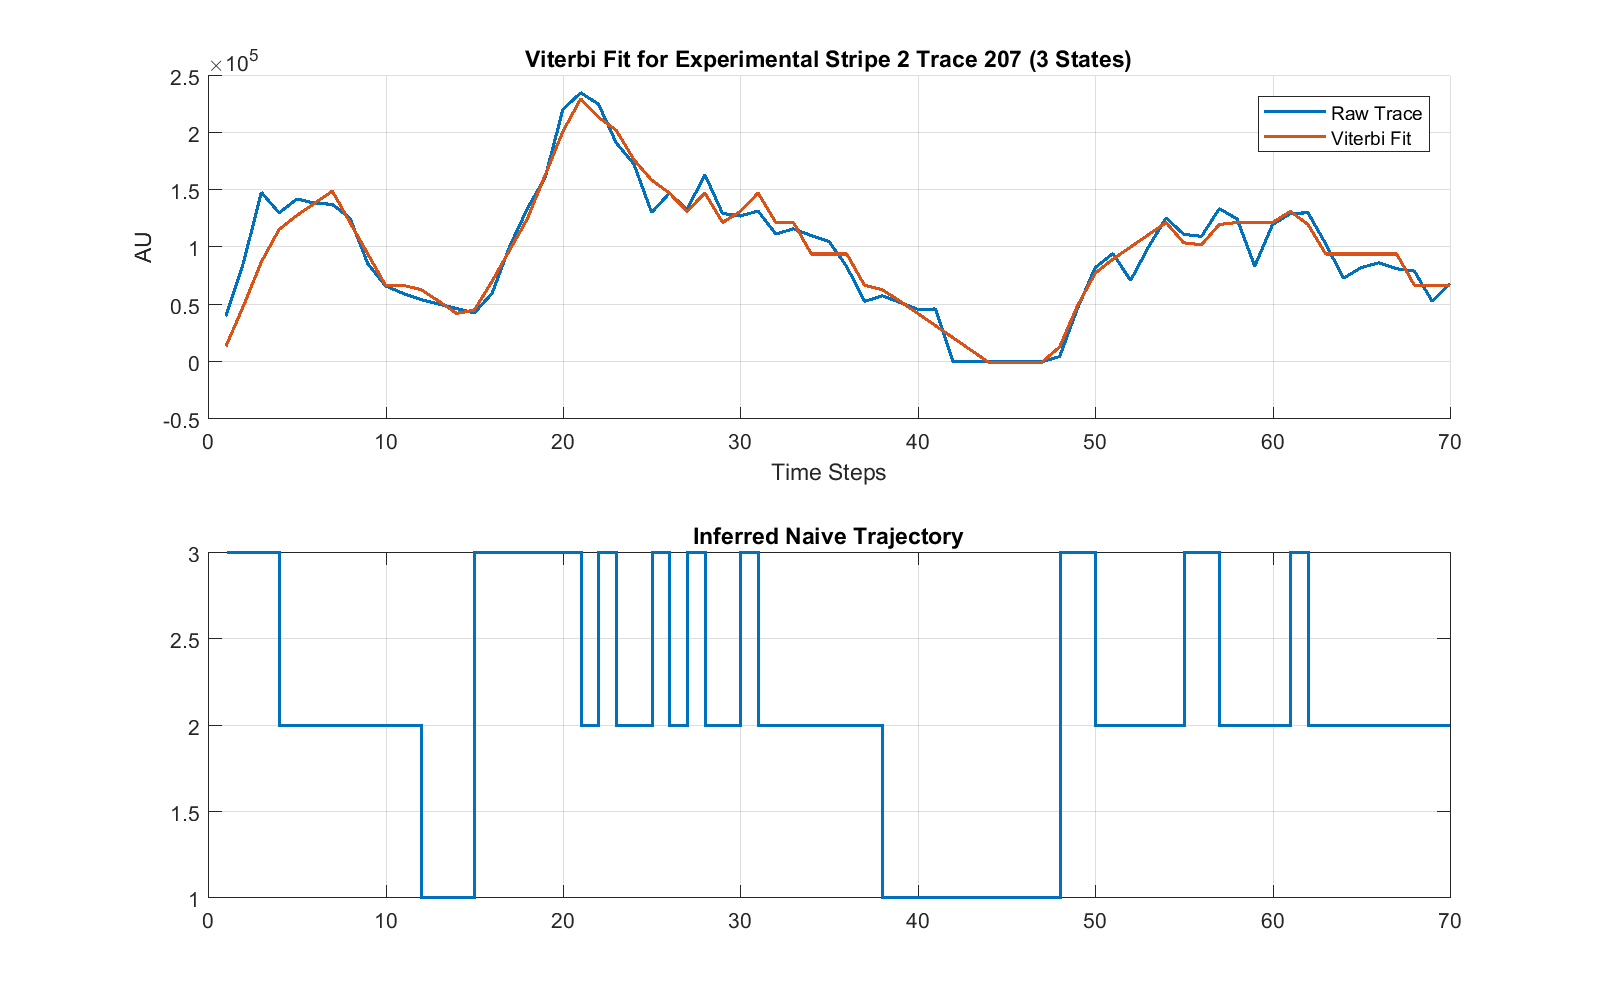 Viterbi Fit for Experimental Stripe 2 Trace 207 (3 States)
×10^5
2.5
2
1.5
1
0.5
0
-0.5
AU
Raw Trace
Viterbi Fit
0 10 20 30 40 50 60 70
Time Steps
Inferred Naive Trajectory
3
2.5
2
1.5
1
0 10 20 30 40 50 60 70